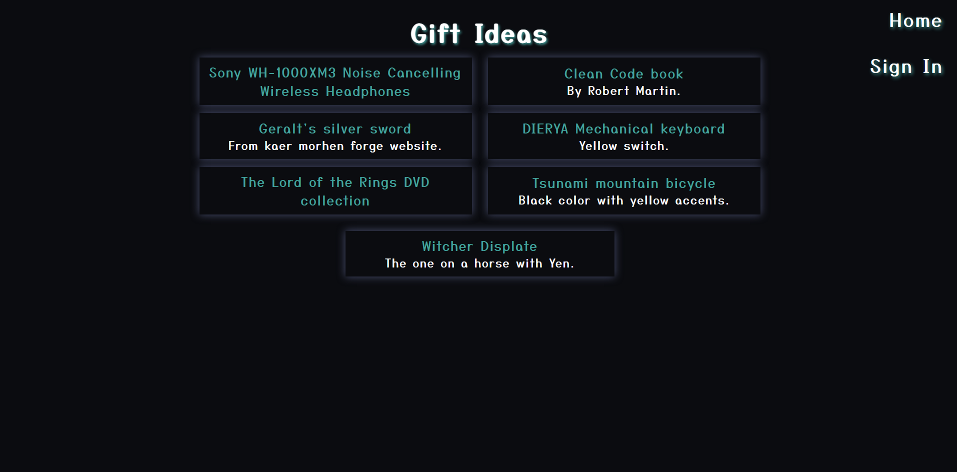 Home
Gift Ideas
Sign In
Sony WH-1000XM3 Noise Cancelling
Wireless Headphones
Clean Code book
By Robert Martin.
Geralt's silver sword
From kaer morhen forge website.
DIERYA Mechanical keyboard
Yellow switch.
The Lord of the Rings DVD
collection
Tsunami mountain bicycle
Black color with yellow accents.
Witcher Displate
The one on a horse with Yen.